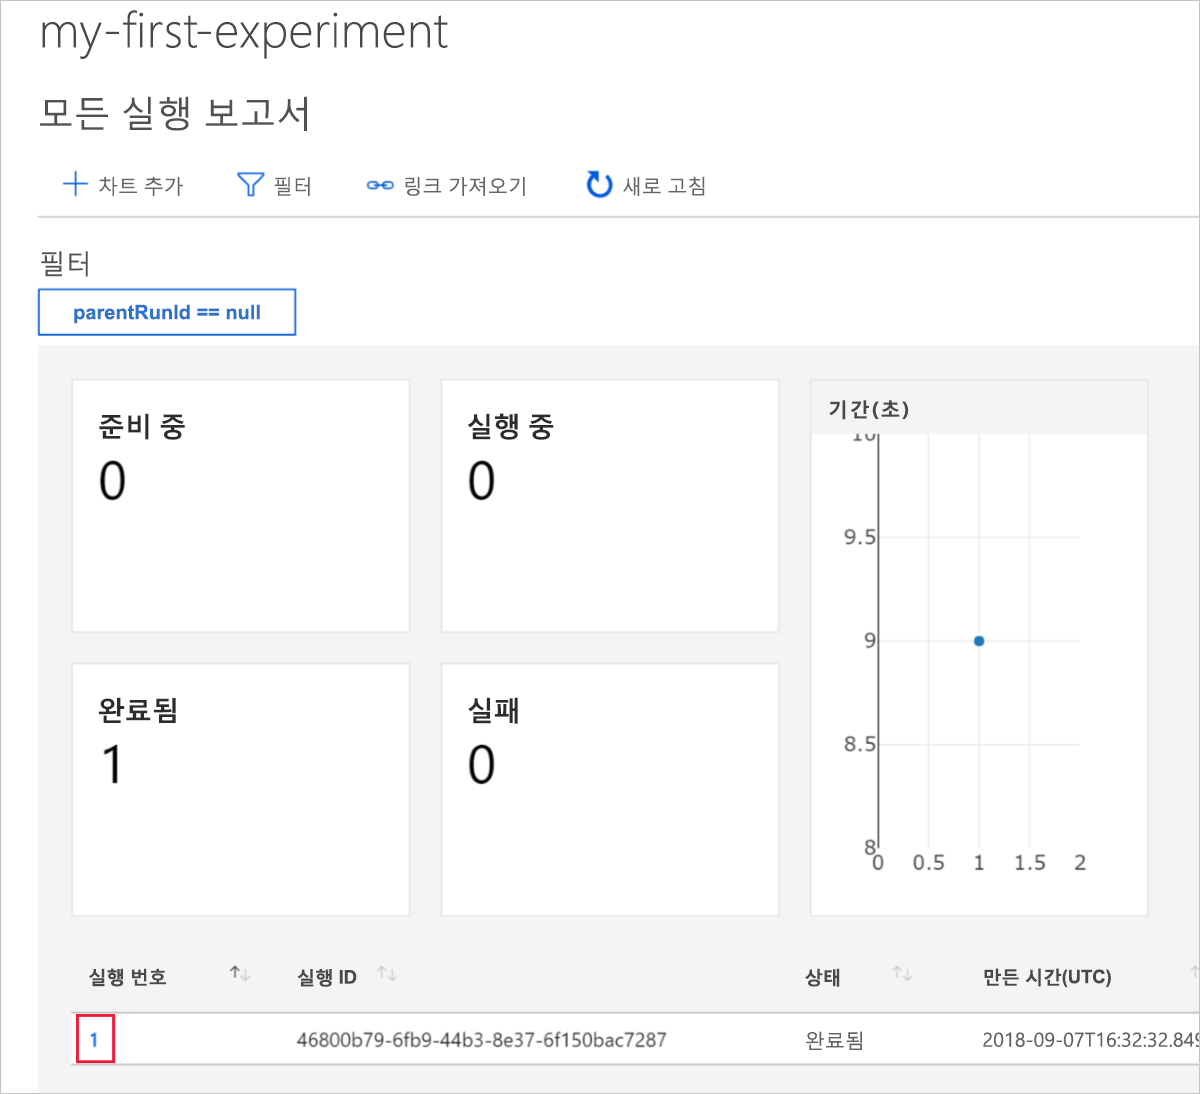 my-first-experiment
모든 실행 보고서
차트 추가 필터 링크 가져오기 새로 고침
필터
parentRunId == null
준비 중
0
실행 중
0
완료됨
1
실패
0
기간(초)
10
9.5
9
8.5
8
0 0.5 1 1.5 2
실행 번호 실행 ID 상태 만든 시간(UTC)
1 46800b79-6fb9-44b3-8e37-6f150bac7287 완료됨 2018-09-07T16:32:32.849